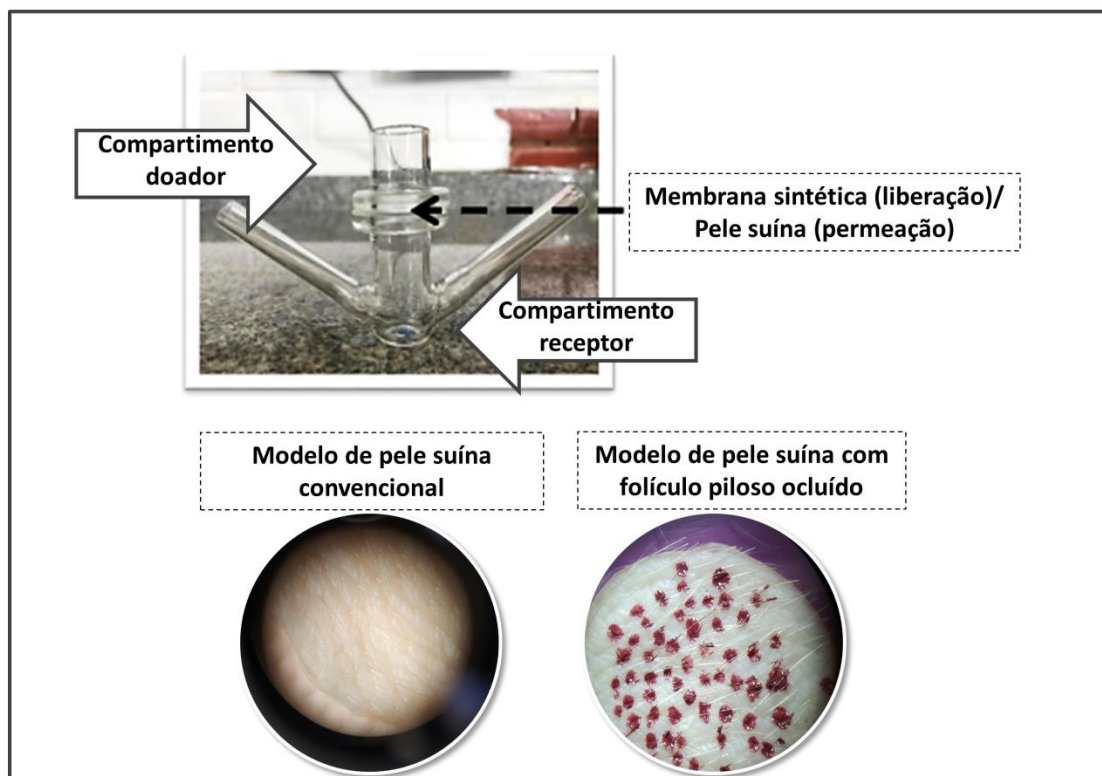 Compartimento
doador
Membrana sintética (liberação)/
Pele suína (permeação)
Compartimento
receptor
Modelo de pele suína
convencional
Modelo de pele suína com
folículo piloso ocluído